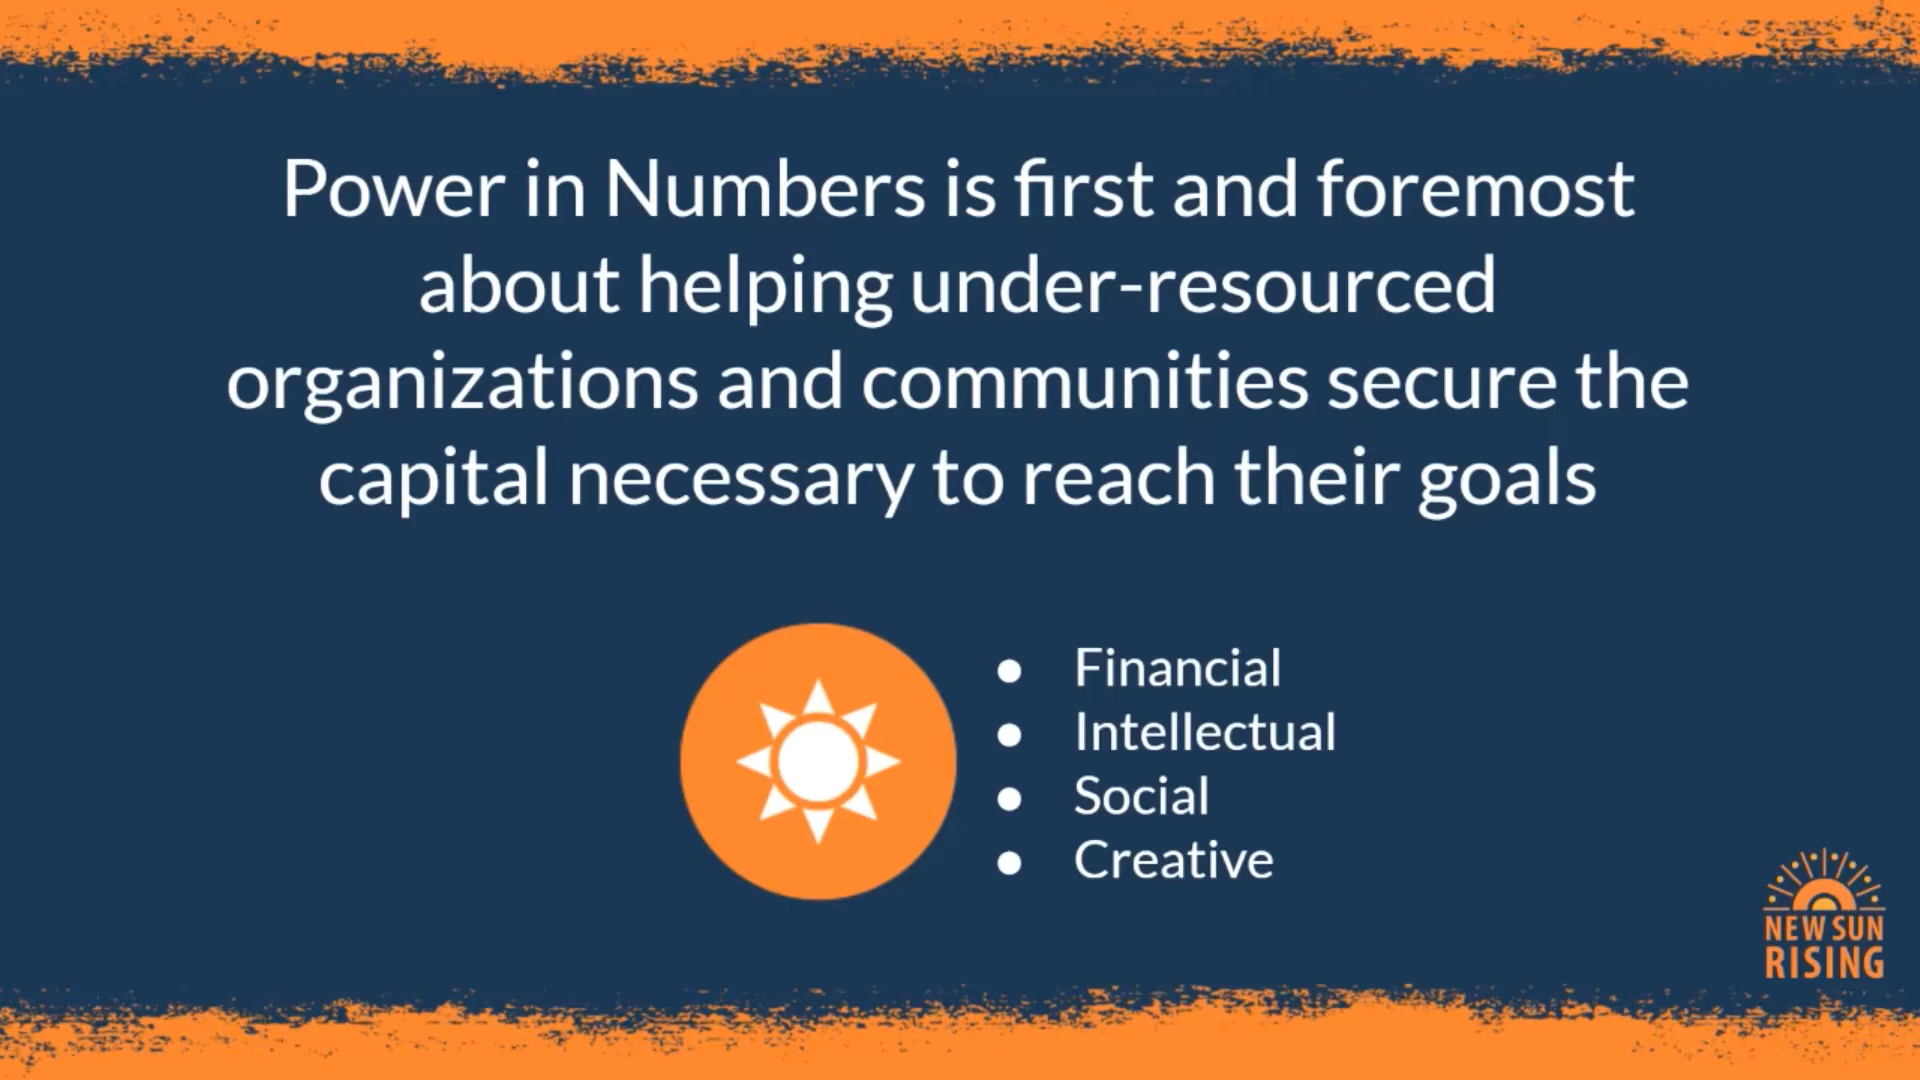 Power in Numbers is first and foremost
about helping under-resourced
organizations and communities secure the
capital necessary to reach their goals
● Financial
● Intellectual
● Social
● Creative
NEW SUN
RISING